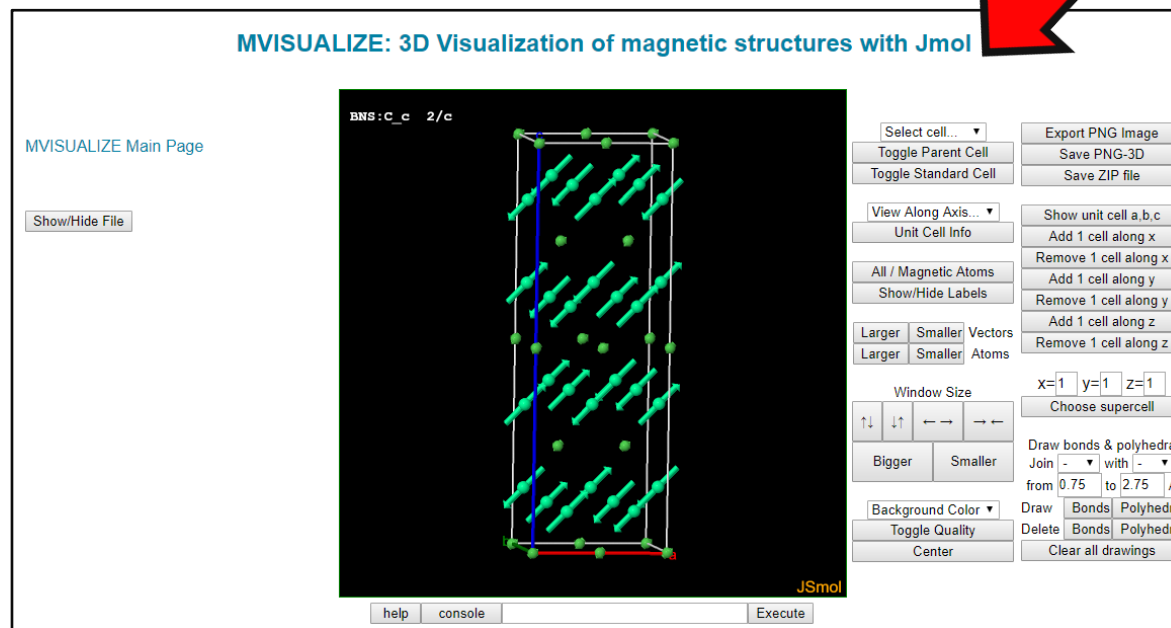 MVISUALIZE: 3D Visualization of magnetic structures with Jmol
MVISUALIZE Main Page
Show/Hide File
BNS:C_c 2/c
b
a
JSmol
help console Execute
Select cell...
Toggle Parent Cell
Toggle Standard Cell
View Along Axis...
Unit Cell Info
All / Magnetic Atoms
Show/Hide Labels
Larger Smaller Vectors
Larger Smaller Atoms
Window Size
↑↓ ↓↑ ←→ →←
Bigger Smaller
Background Color
Toggle Quality
Center
Export PNG Image
Save PNG-3D
Save ZIP file
Show unit cell a,b,c
Add 1 cell along x
Remove 1 cell along x
Add 1 cell along y
Remove 1 cell along y
Add 1 cell along z
Remove 1 cell along z
x=1 y=1 z=1
Choose supercell
Draw bonds & polyhedra
Join - with -
from 0.75 to 2.75
Draw Bonds Polyhedr
Delete Bonds Polyhedr
Clear all drawings